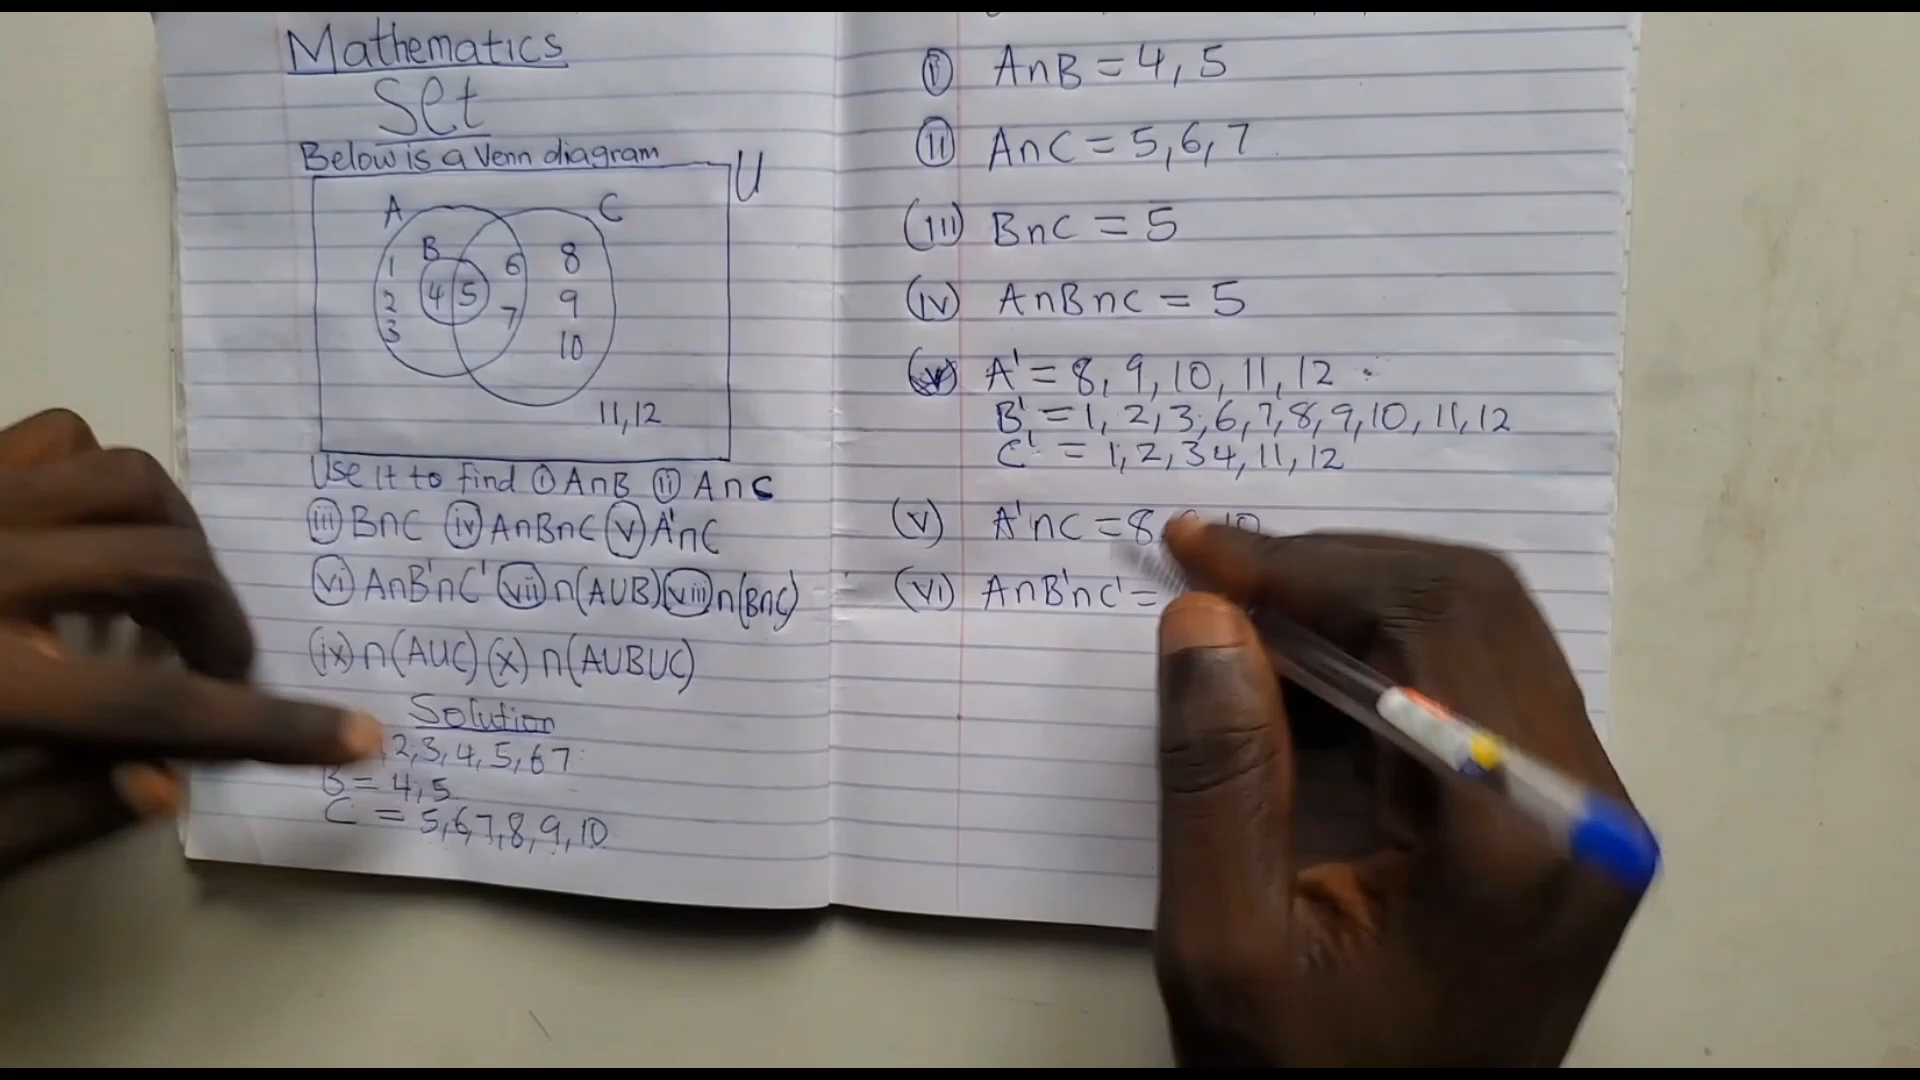 Mathematics
Set
Below is a Venn diagram
U
A C
B
1 6 8
2 4 5 9
3 7 10
11, 12
Use it to find (i) A∩B (ii) A∩C
(iii) B∩C (iv) A∩B∩C (v) A'∩C
(vi) A∩B'∩C' (vii) n(AUB) (viii) n(B∩C)
(ix) n(AUC) (x) n(AUBUC)
Solution
2, 3, 4, 5, 6 7
B = 4, 5
C = 5, 6, 7, 8, 9, 10
(i) A∩B = 4, 5
(ii) A∩C = 5, 6, 7
(iii) B∩C = 5
(iv) A∩B∩C = 5
(v) A' = 8, 9, 10, 11, 12
B' = 1, 2, 3, 6, 7, 8, 9, 10, 11, 12
C' = 1, 2, 3 4, 11, 12
(v) A'∩C = 8 10
(vi) A∩B'∩C' =